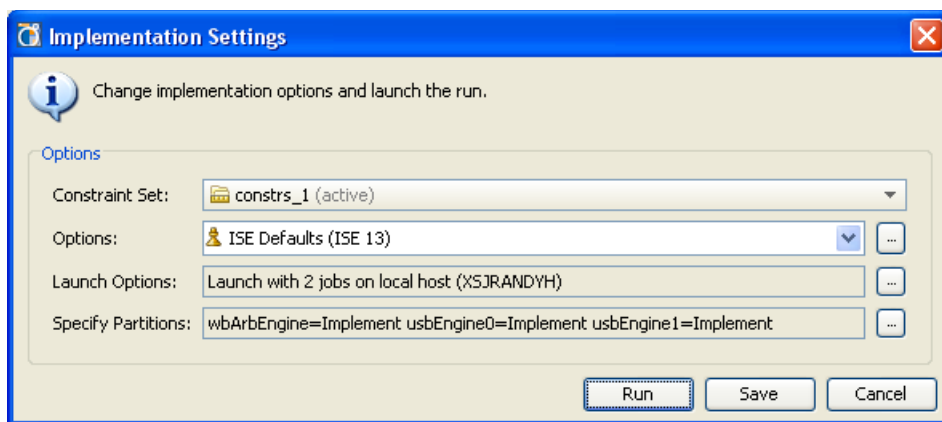 Implementation Settings
Change implementation options and launch the run.
Options
Constraint Set: constrs_1 (active)
Options: ISE Defaults (ISE 13) ...
Launch Options: Launch with 2 jobs on local host (XSJRANDYH) ...
Specify Partitions: wbArbEngine=Implement usbEngine0=Implement usbEngine1=Implement ...
Run Save Cancel